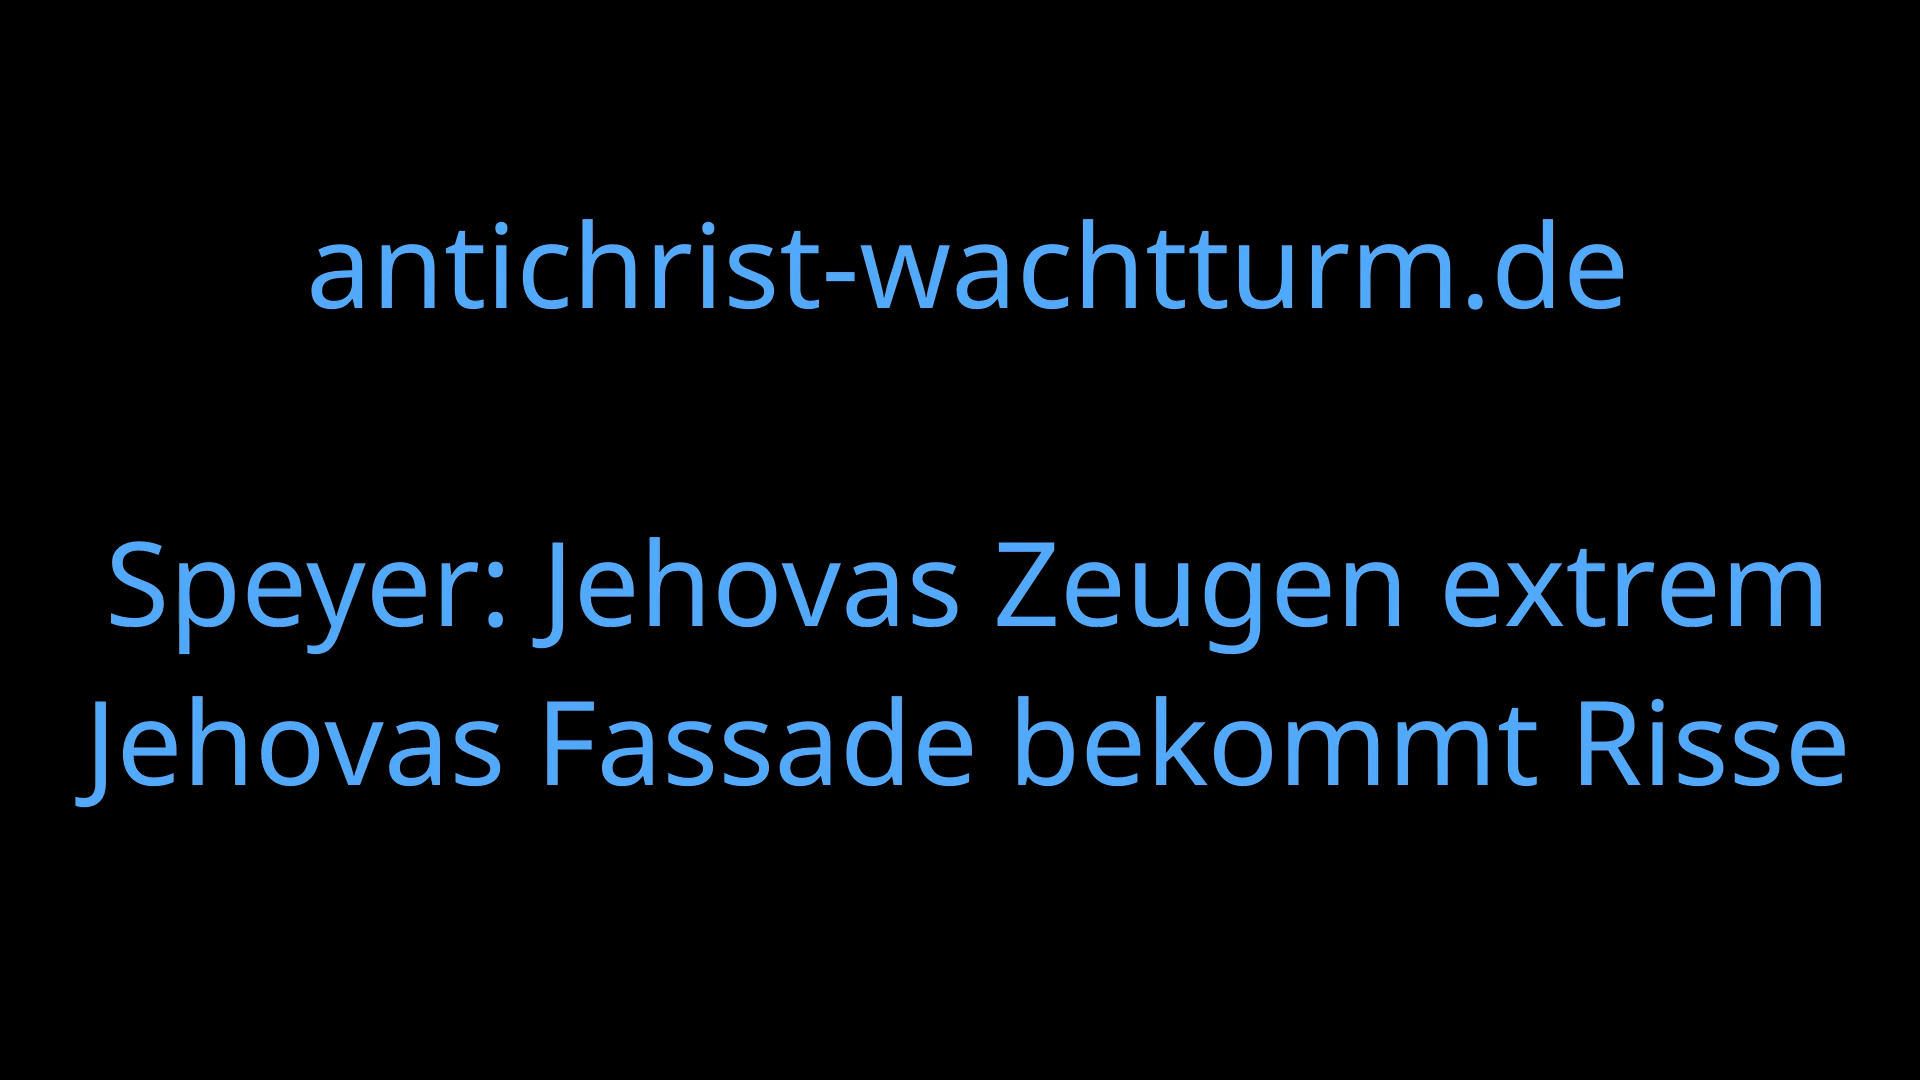 antichrist-wachtturm.de
Speyer: Jehovas Zeugen extrem
Jehovas Fassade bekommt Risse